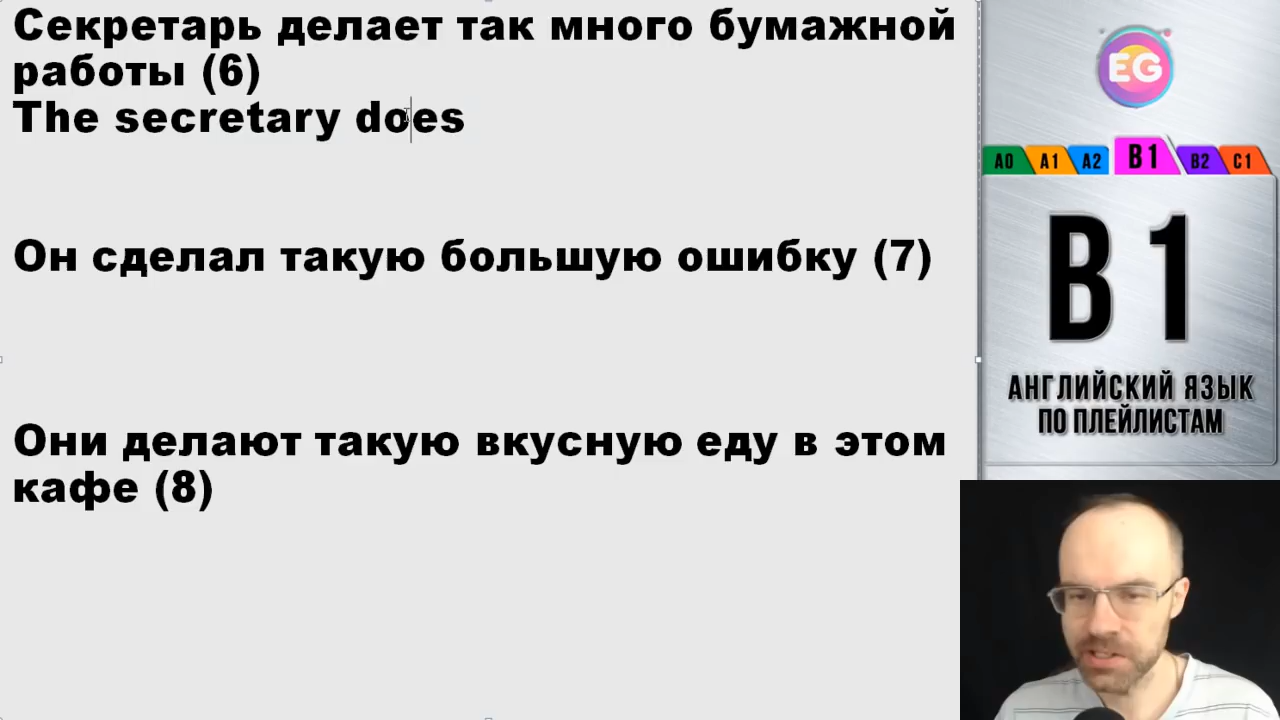 Секретарь делает так много бумажной
работы (6)
The secretary does
Он сделал такую большую ошибку (7)
Они делают такую вкусную еду в этом
кафе (8)
EG
A0 A1 A2 B1 B2 C1
B1
АНГЛИЙСКИЙ ЯЗЫК
ПО ПЛЕЙЛИСТАМ